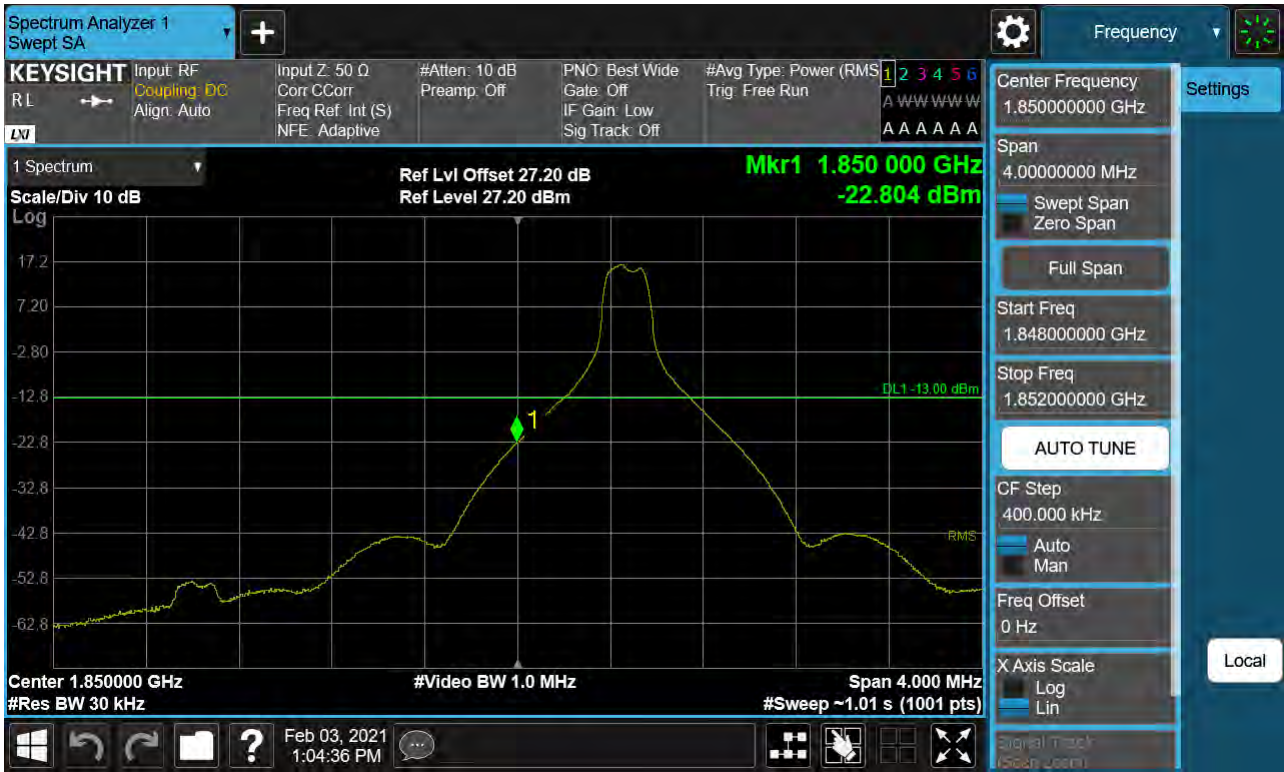 Spectrum Analyzer 1
Swept SA
Frequency
KEYSIGHT
RL
LXI
Input: RF
Coupling: DC
Align: Auto
Input Z: 50 Ω
Corr CCorr
Freq Ref: Int (S)
NFE: Adaptive
#Atten: 10 dB
Preamp: Off
PNO: Best Wide
Gate: Off
IF Gain: Low
Sig Track: Off
#Avg Type: Power (RMS
Trig: Free Run
1 2 3 4 5 6
A W W W W W
A A A A A A
1 Spectrum
Scale/Div 10 dB
Log
Ref Lvl Offset 27.20 dB
Ref Level 27.20 dBm
Mkr1 1.850 000 GHz
-22.804 dBm
17.2
7.20
-2.80
-12.8
-22.8
-32.8
-42.8
-52.8
-62.8
DL1 -13.00 dBm
1
RMS
Center 1.850000 GHz
#Res BW 30 kHz
#Video BW 1.0 MHz
Span 4.000 MHz
#Sweep ~1.01 s (1001 pts)
Center Frequency
1.850000000 GHz
Span
4.00000000 MHz
Swept Span
Zero Span
Full Span
Start Freq
1.848000000 GHz
Stop Freq
1.852000000 GHz
AUTO TUNE
CF Step
400.000 kHz
Auto
Man
Freq Offset
0 Hz
X Axis Scale
Log
Lin
Signal Track
(Span Zoom)
Settings
Local
Feb 03, 2021
1:04:36 PM